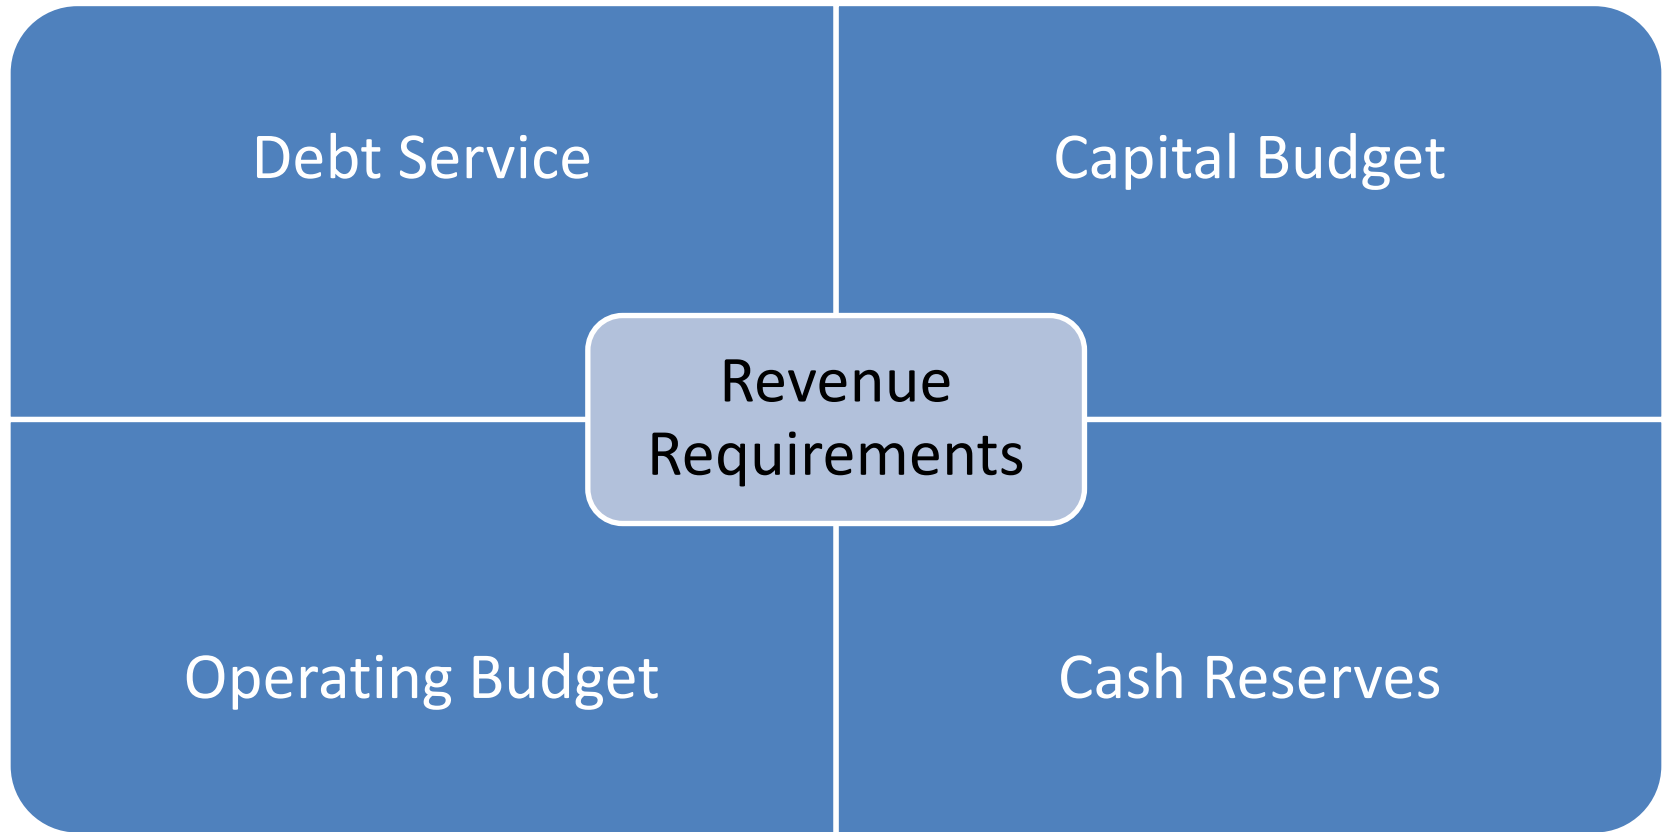 Debt Service
Capital Budget
Revenue
Requirements
Operating Budget
Cash Reserves